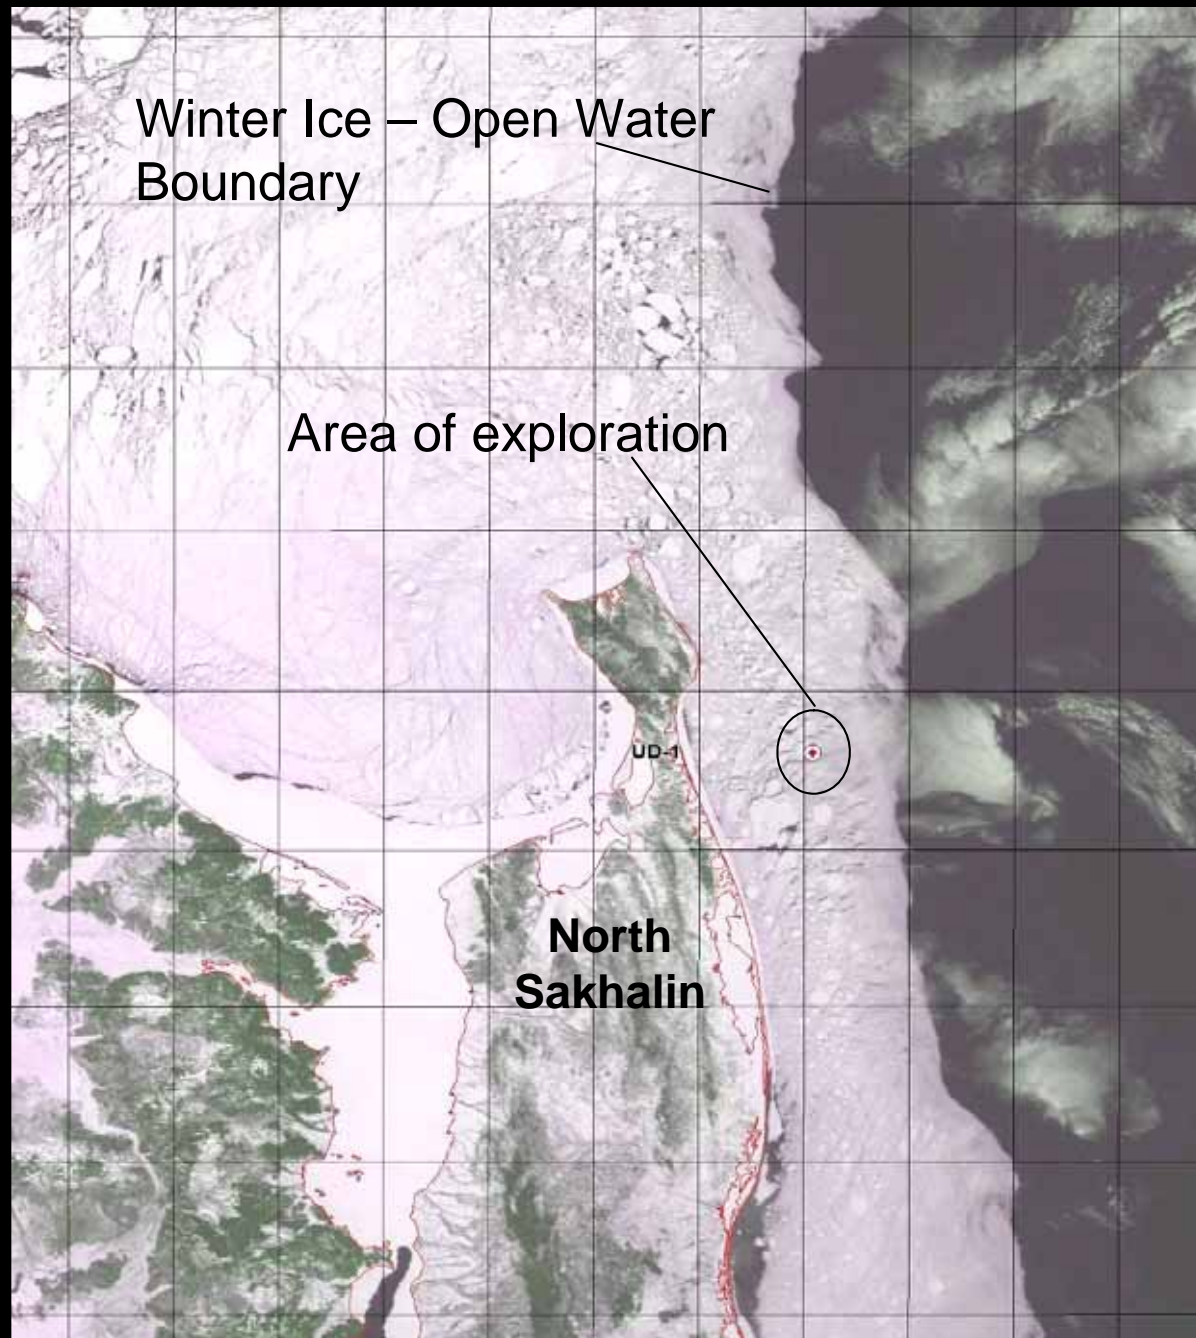 Winter Ice – Open Water
Boundary
Area of exploration
UD-1
North
Sakhalin